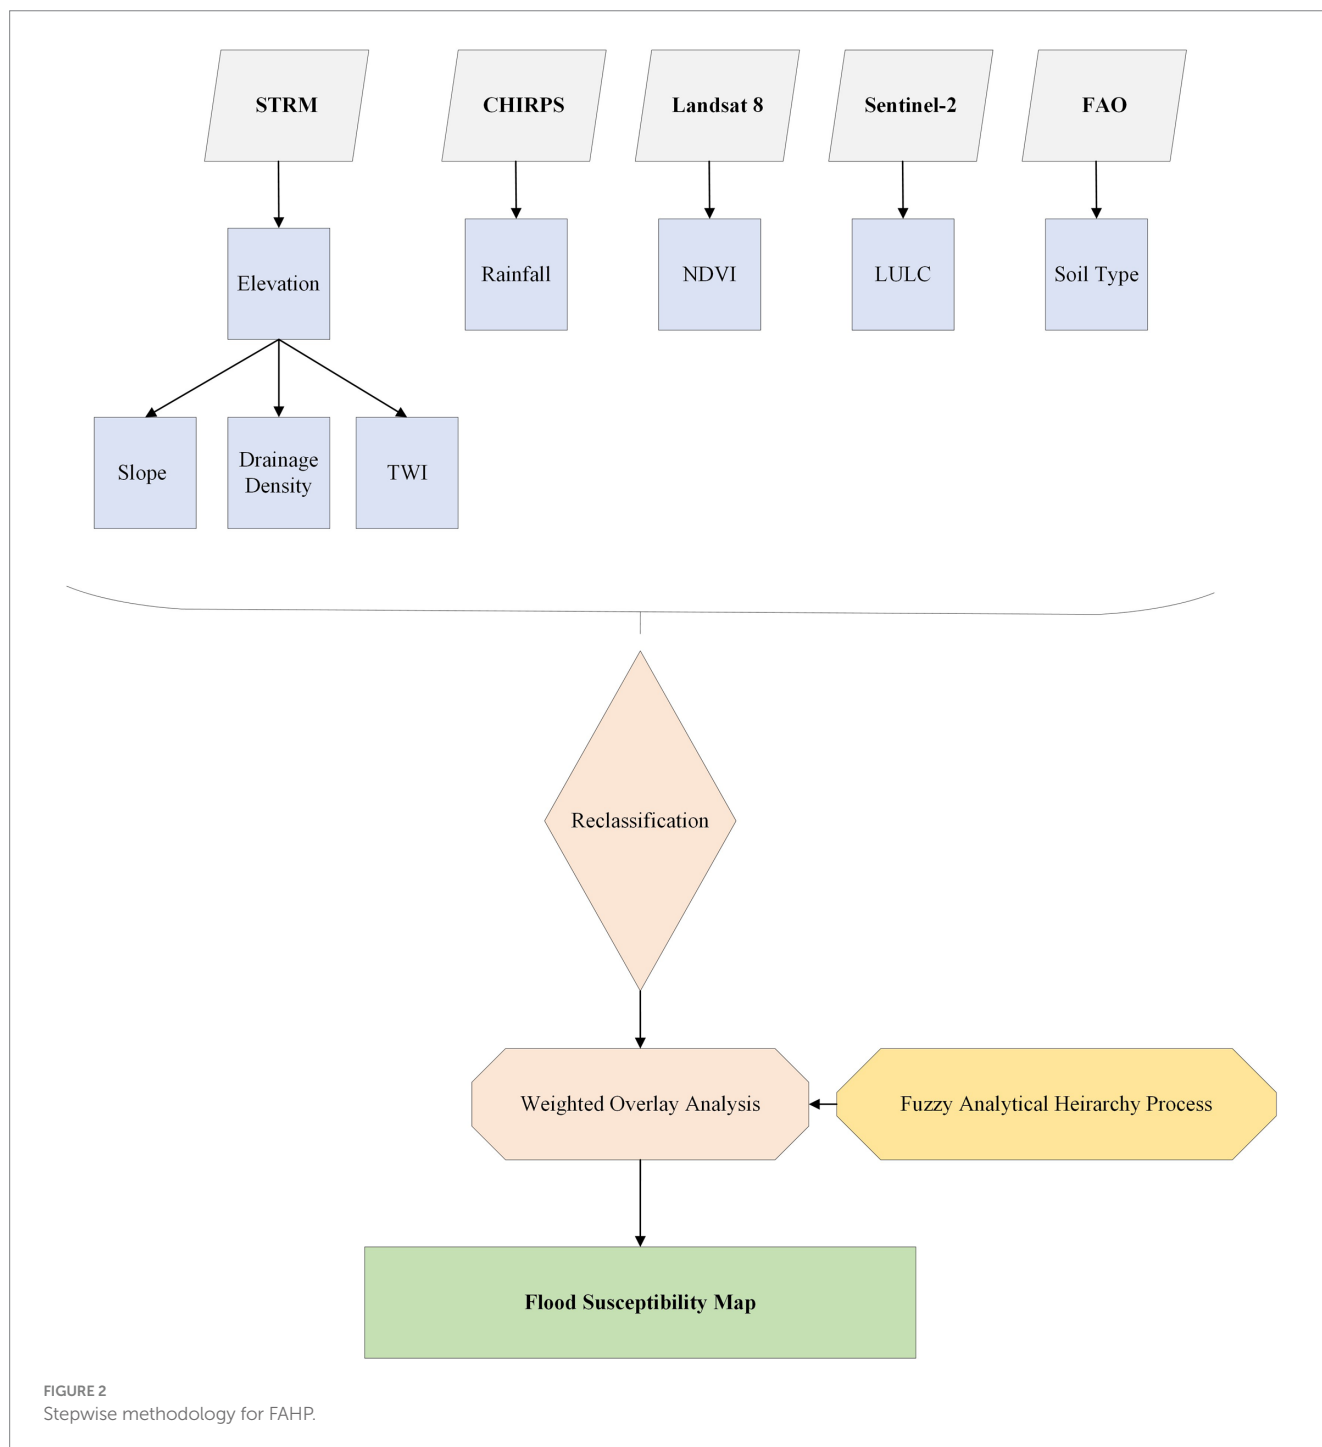 STRM
CHIRPS
Landsat 8
Sentinel-2
FAO
Elevation
Rainfall
NDVI
LULC
Soil Type
Slope
Drainage
Density
TWI
Reclassification
Weighted Overlay Analysis
Fuzzy Analytical Heirarchy Process
Flood Susceptibility Map
FIGURE 2
Stepwise methodology for FAHP.